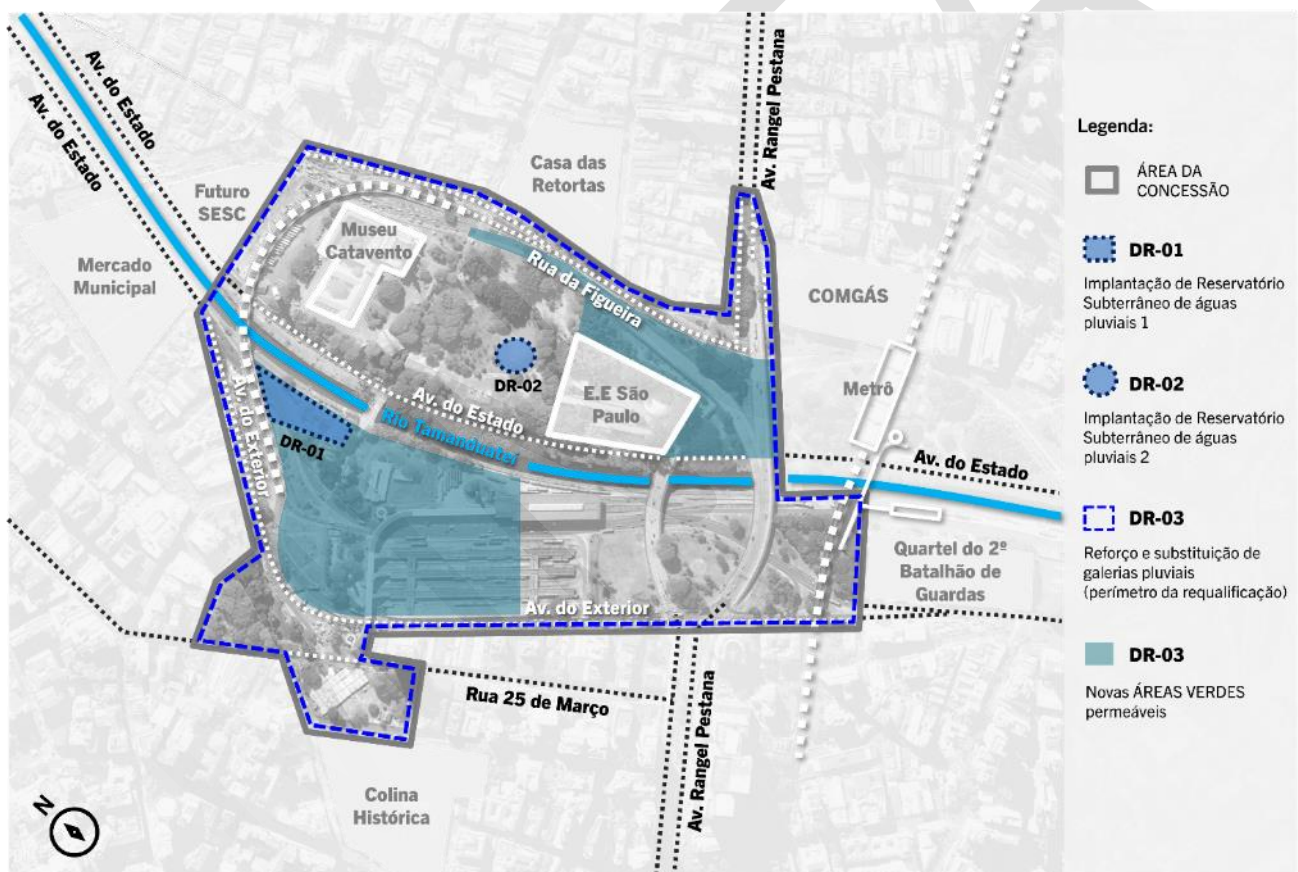 Av. do Estado
Av. do Estado
Futuro
SESC
Mercado
Municipal
Casa das
Retortas
Av. Rangel Pestana
Museu
Catavento
Rua da Figueira
COMGÁS
DR-02
E.E São
Paulo
Metrô
Av. do Estado
Rio Tamanduateí
Av. do Exterior
DR-01
Av. do Estado
Quartel do 2º
Batalhão de
Guardas
Av. do Exterior
Rua 25 de Março
Av. Rangel Pestana
Colina
Histórica
N
Legenda:
ÁREA DA
CONCESSÃO
DR-01
Implantação de Reservatório
Subterrâneo de águas
pluviais 1
DR-02
Implantação de Reservatório
Subterrâneo de águas
pluviais 2
DR-03
Reforço e substituição de
galerias pluviais
(perímetro da requalificação)
DR-03
Novas ÁREAS VERDES
permeáveis